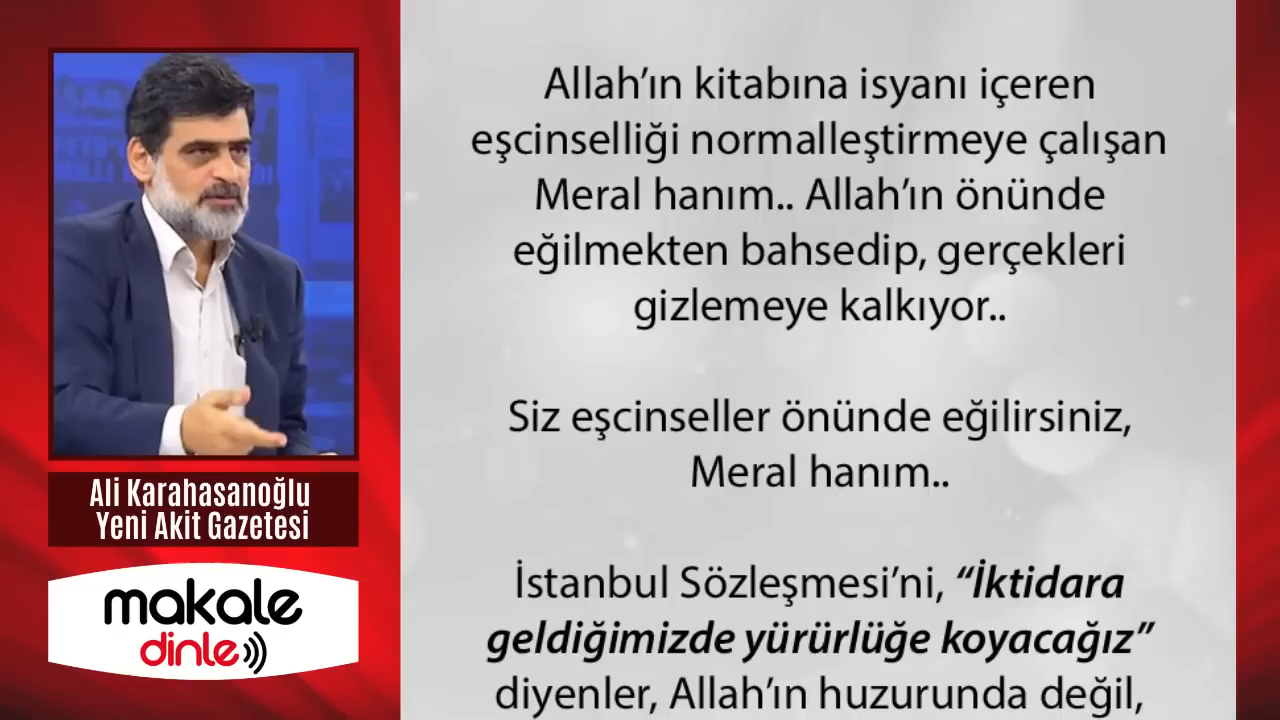 Allah’ın kitabına isyanı içeren
eşcinselliği normalleştirmeye çalışan
Meral hanım.. Allah’ın önünde
eğilmekten bahsedip, gerçekleri
gizlemeye kalkıyor..
Siz eşcinseller önünde eğilirsiniz,
Meral hanım..
İstanbul Sözleşmesi’ni, “İktidara
geldiğimizde yürürlüğe koyacağız”
diyenler, Allah’ın huzurunda değil,
Ali Karahasanoğlu
Yeni Akit Gazetesi
makale
dinle